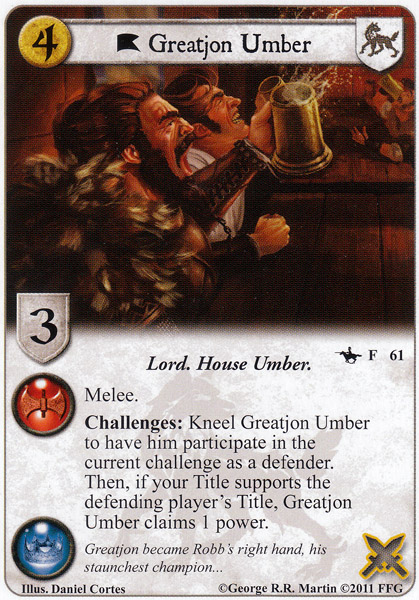 4
Greatjon Umber
3
Lord. House Umber.
F 61
Melee.
Challenges: Kneel Greatjon Umber
to have him participate in the
current challenge as a defender.
Then, if your Title supports the
defending player's Title, Greatjon
Umber claims 1 power.
Greatjon became Robb's right hand, his
staunchest champion...
Illus. Daniel Cortes
©George R.R. Martin ©2011 FFG